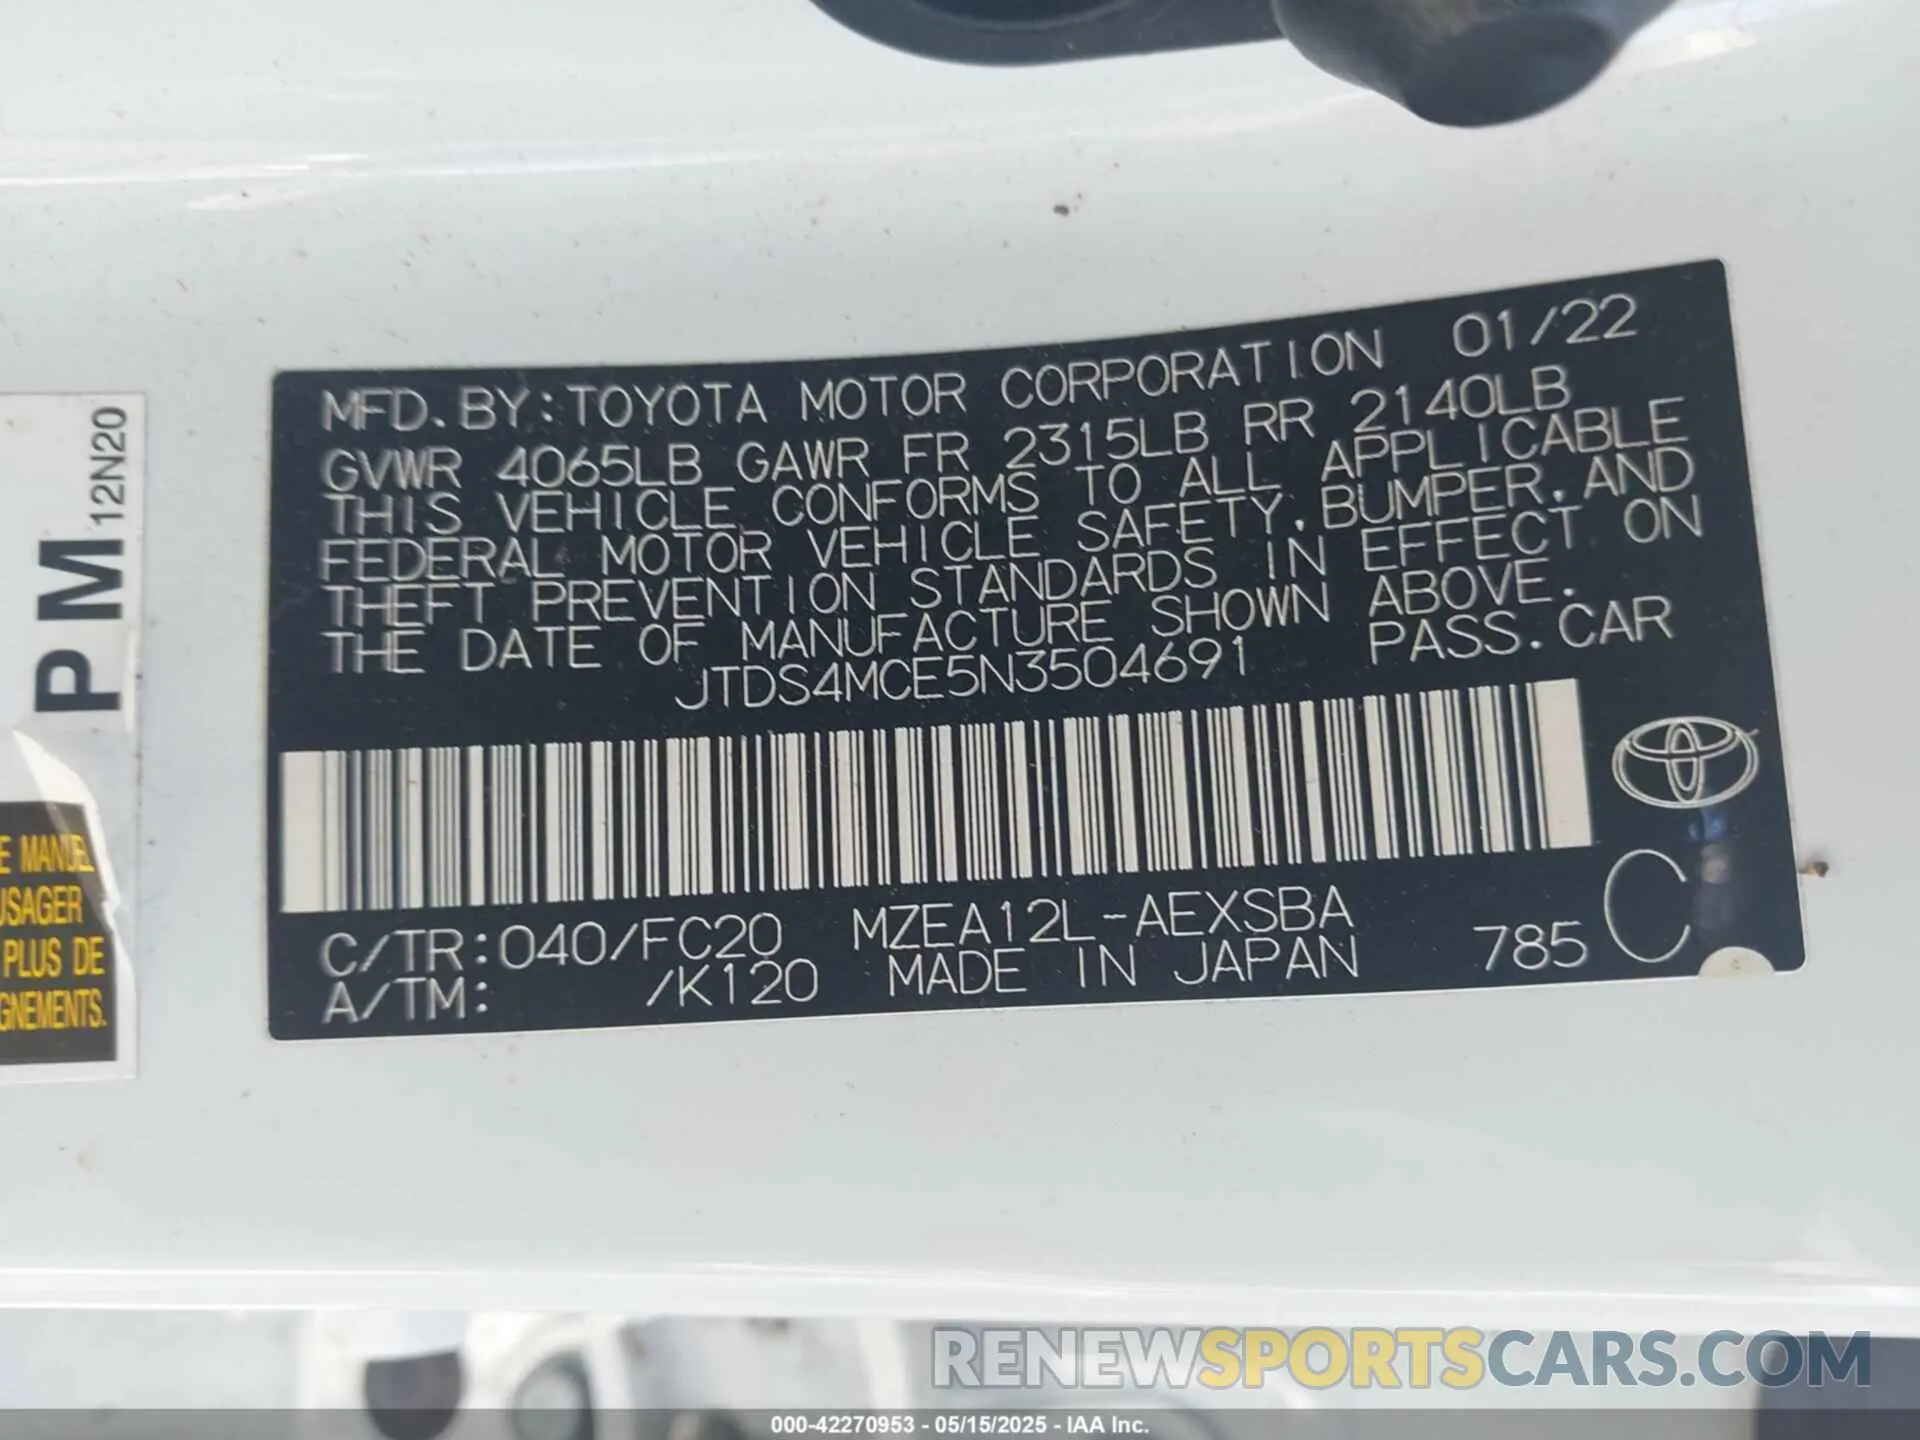 MFD. BY: TOYOTA MOTOR CORPORATION 01/22
GVWR 4065LB GAWR FR 2315LB RR 2140LB
THIS VEHICLE CONFORMS TO ALL APPLICABLE
FEDERAL MOTOR VEHICLE SAFETY, BUMPER, AND
THEFT PREVENTION STANDARDS IN EFFECT ON
THE DATE OF MANUFACTURE SHOWN ABOVE.
JTDS4MCE5N3504691 PASS. CAR
C/TR: 040/FC20 MZEA12L-AEXSBA
A/TM: /K120 MADE IN JAPAN 785 C
PM 12N20
E MANUEL
USAGER
PLUS DE
GNEMENTS.
RENEWSPORTSCARS.COM
000-42270953 - 05/15/2025 - IAA Inc.